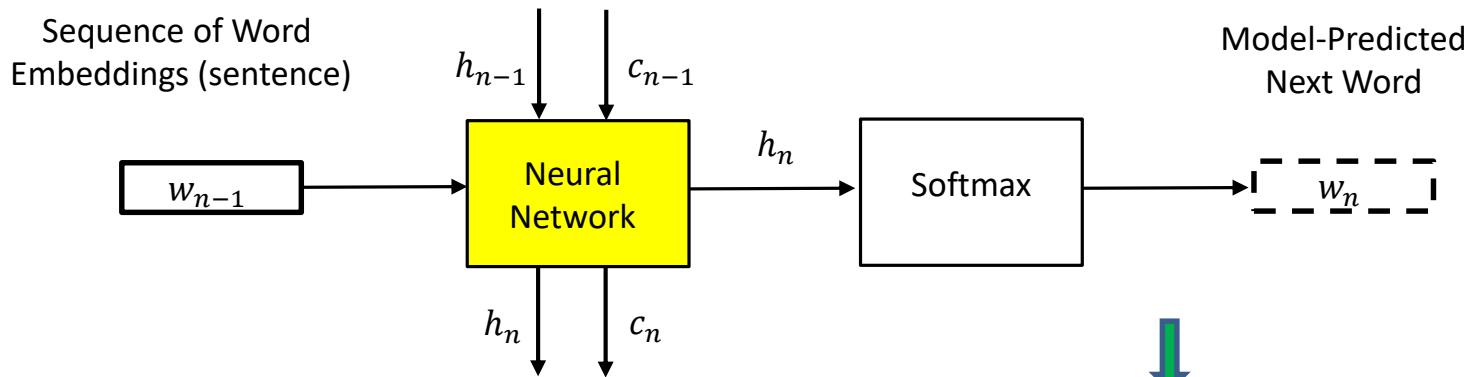 Sequence of Word
Embeddings (sentence)
h_{n−1}
c_{n−1}
Model-Predicted
Next Word
w_{n−1}
Neural
Network
h_n
Softmax
w_n
h_n
c_n